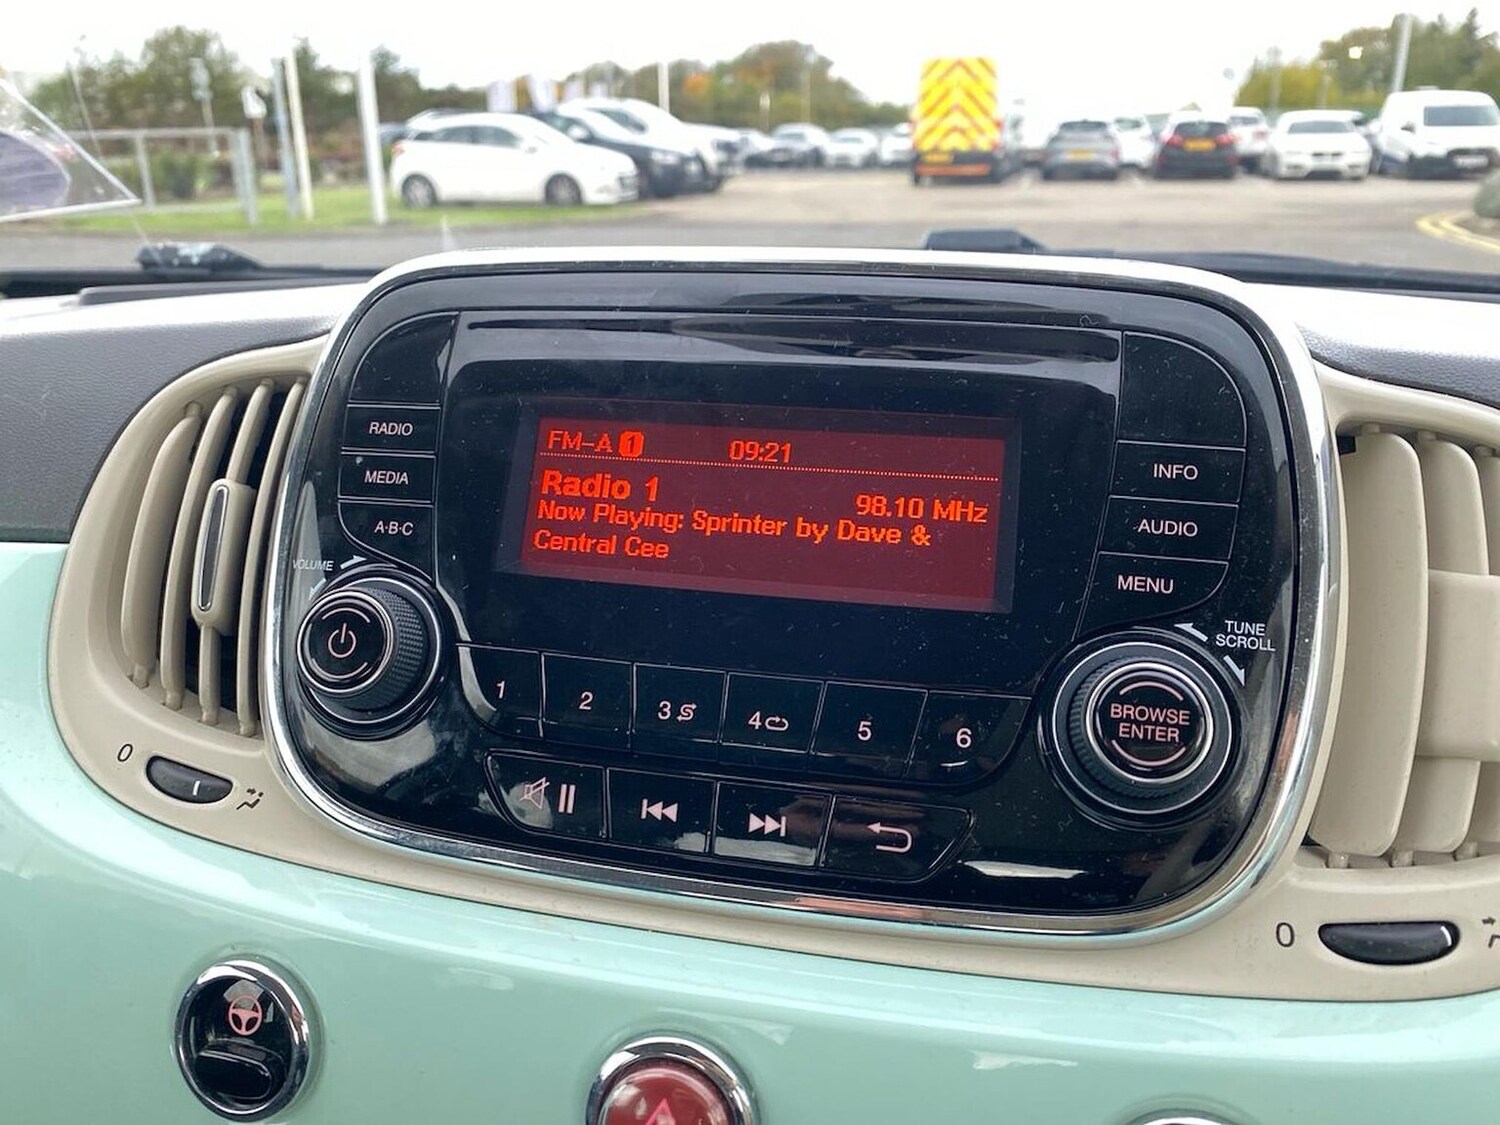 FM-A 1 09:21
Radio 1
98.10 MHz
Now Playing: Sprinter by Dave &
Central Cee
RADIO
MEDIA
A·B·C
VOLUME
INFO
AUDIO
MENU
TUNE
SCROLL
BROWSE
ENTER
1 2 3 4 5 6
0
0